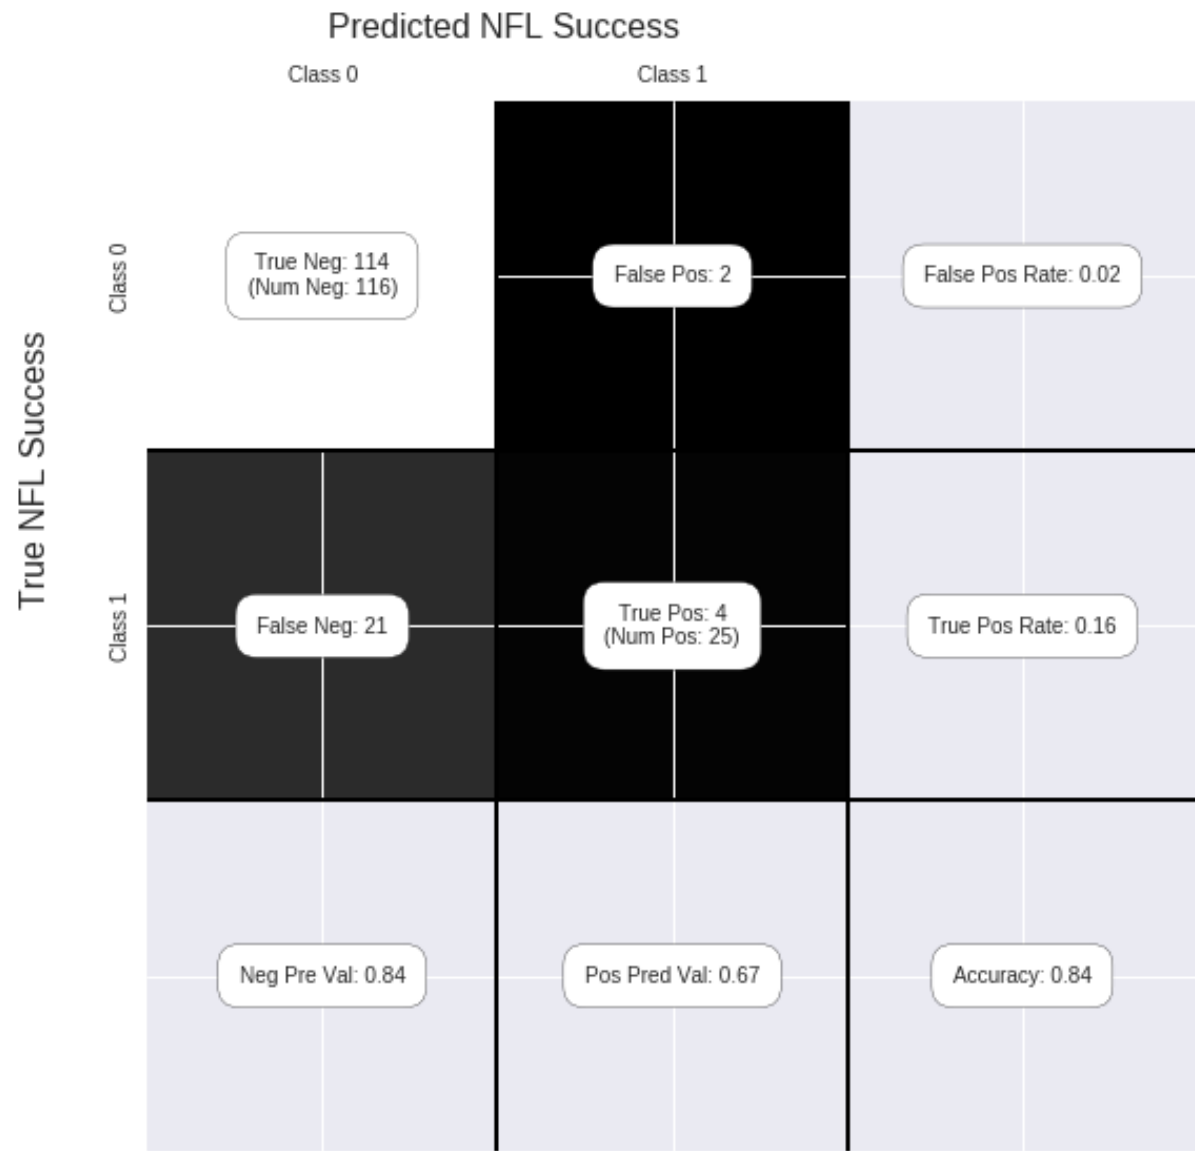 Predicted NFL Success
Class 0
Class 1
True NFL Success
Class 0
True Neg: 114
(Num Neg: 116)
False Pos: 2
False Pos Rate: 0.02
Class 1
False Neg: 21
True Pos: 4
(Num Pos: 25)
True Pos Rate: 0.16
Neg Pre Val: 0.84
Pos Pred Val: 0.67
Accuracy: 0.84